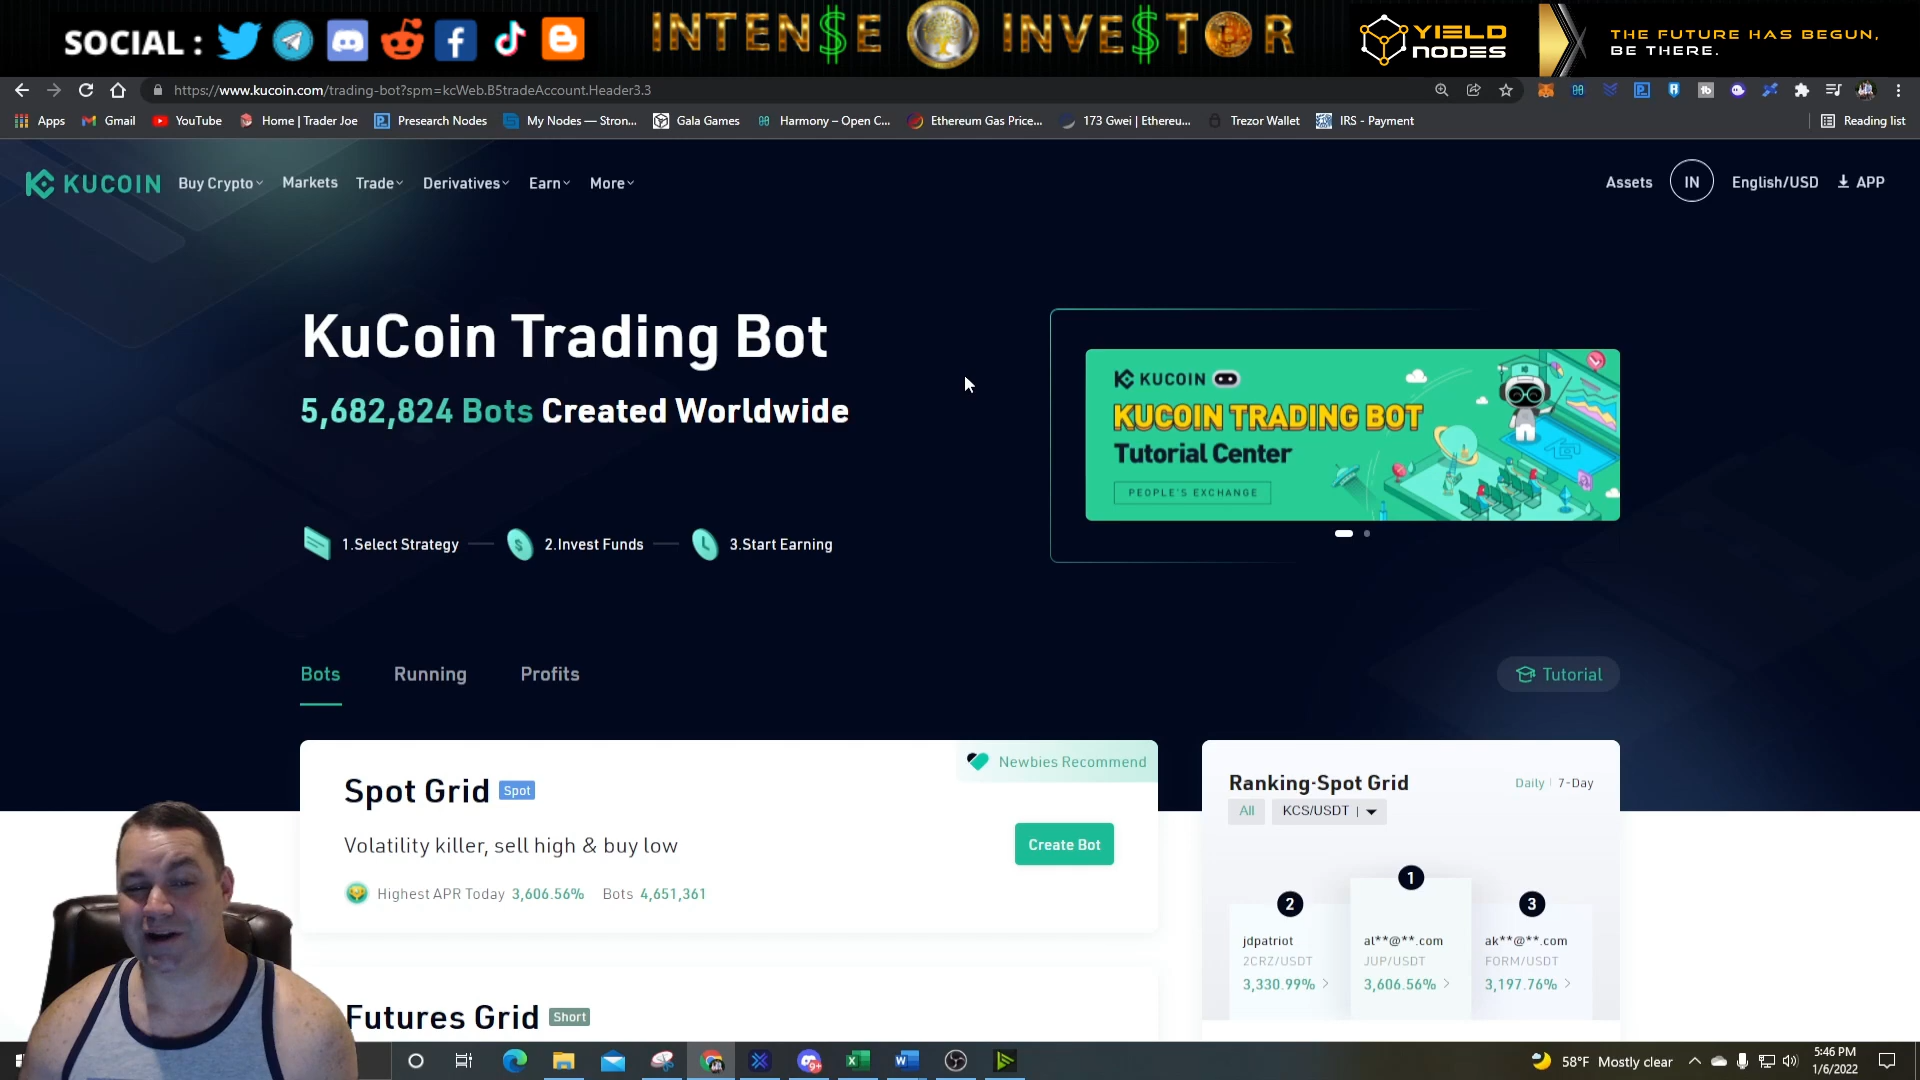 SOCIAL :
INTEN$E INVE$TOR
YIELD NODES
THE FUTURE HAS BEGUN,
BE THERE.
https://www.kucoin.com/trading-bot?spm=kcWeb.B5tradeAccount.Header3.3
Apps Gmail YouTube Home | Trader Joe Presearch Nodes My Nodes — Stron... Gala Games Harmony – Open C... Ethereum Gas Price... 173 Gwei | Ethereu... Trezor Wallet IRS - Payment Reading list
KUCOIN Buy Crypto Markets Trade Derivatives Earn More Assets IN English/USD APP
KuCoin Trading Bot
5,682,824 Bots Created Worldwide
KUCOIN
KUCOIN TRADING BOT
Tutorial Center
PEOPLE'S EXCHANGE
1.Select Strategy 2.Invest Funds 3.Start Earning
Bots Running Profits Tutorial
Newbies Recommend
Spot Grid Spot
Volatility killer, sell high & buy low
Create Bot
Highest APR Today 3,606.56% Bots 4,651,361
Futures Grid Short
Ranking-Spot Grid Daily | 7-Day
All KCS/USDT
2 1 3
jdpatriot al**@**.com ak**@**.com
2CRZ/USDT JUP/USDT FORM/USDT
3,330.99% 3,606.56% 3,197.76%
58°F Mostly clear
5:46 PM
1/6/2022